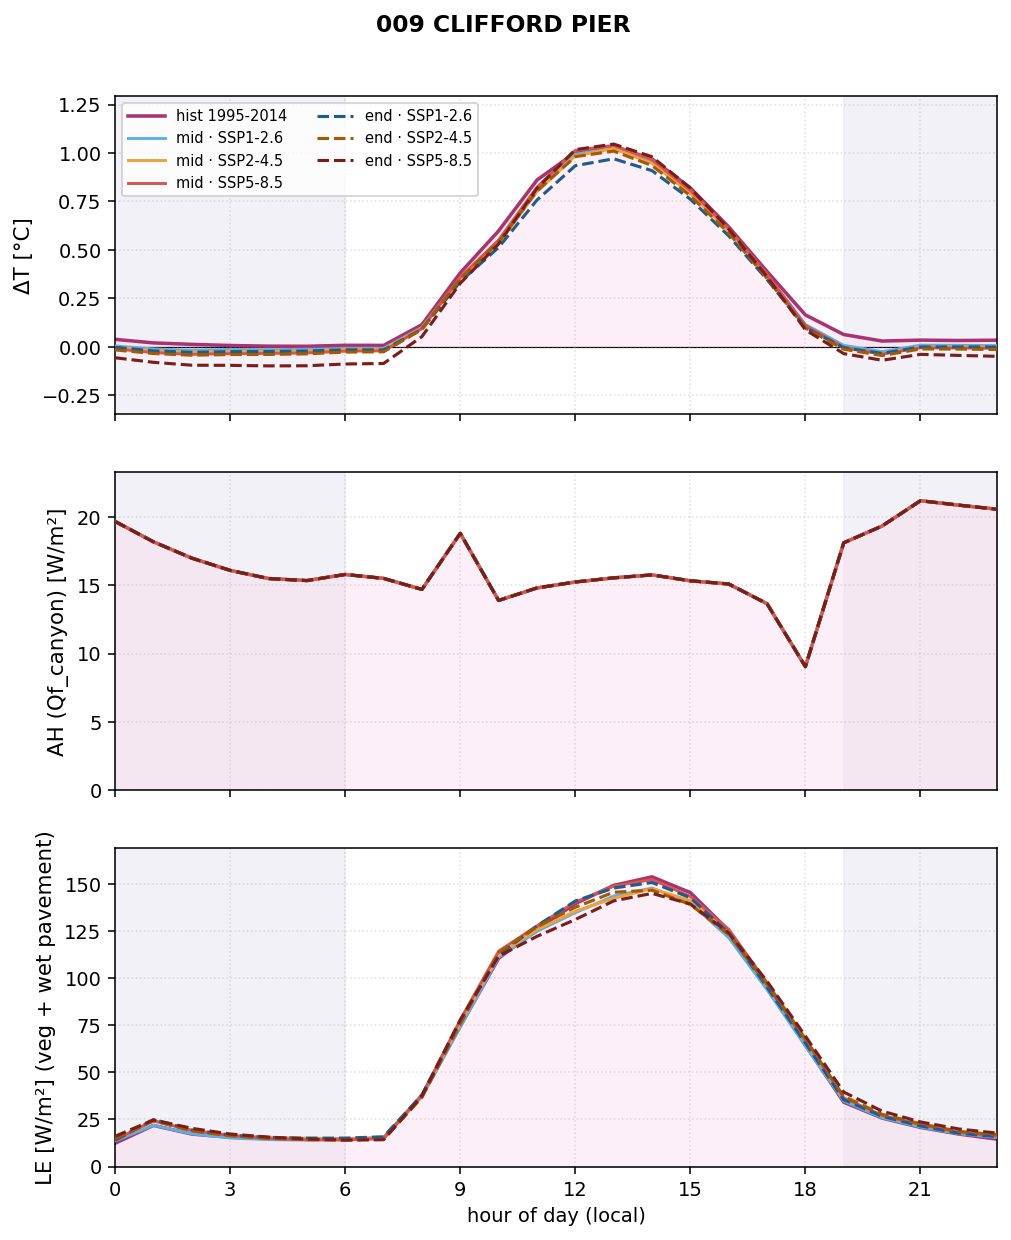 009 CLIFFORD PIER
ΔT [°C]
1.25
1.00
0.75
0.50
0.25
0.00
−0.25
hist 1995-2014
mid · SSP1-2.6
mid · SSP2-4.5
mid · SSP5-8.5
end · SSP1-2.6
end · SSP2-4.5
end · SSP5-8.5
AH (Qf_canyon) [W/m²]
20
15
10
5
0
LE [W/m²] (veg + wet pavement)
150
125
100
75
50
25
0
0 3 6 9 12 15 18 21
hour of day (local)